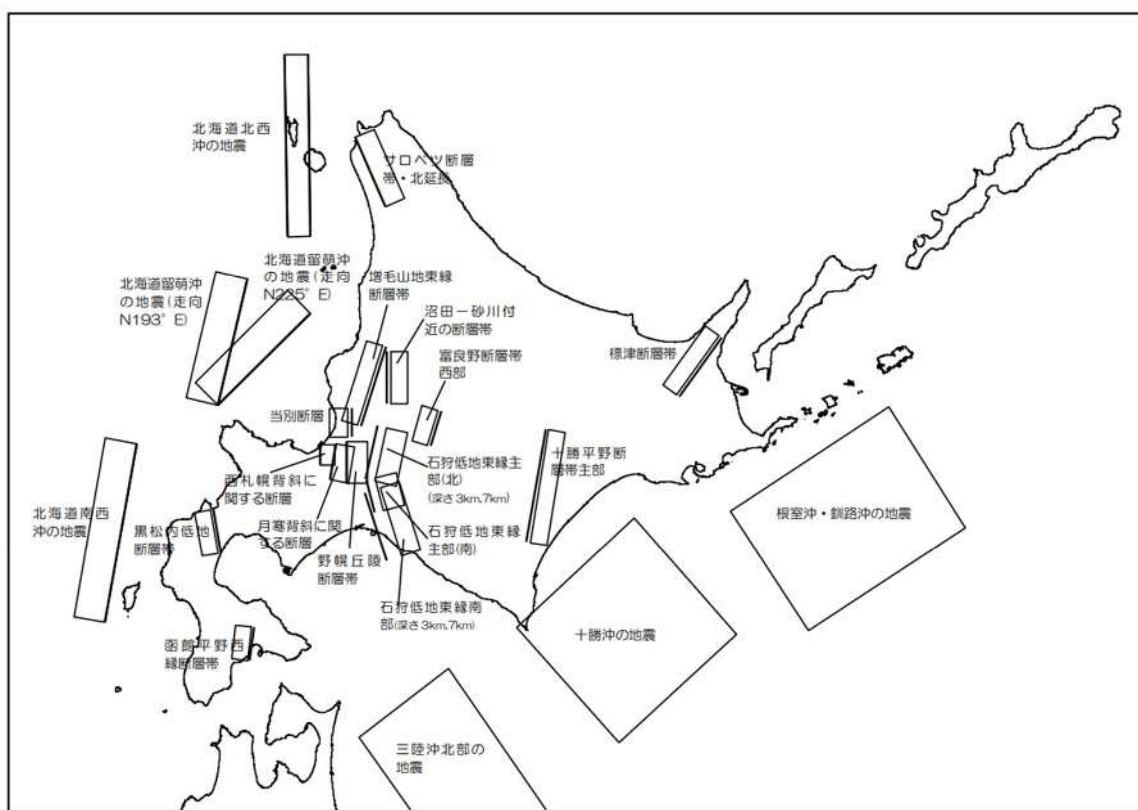 北海道北西
沖の地震
サロベツ断層
帯・北延長
北海道留萌沖
の地震(走向
N225°E)
北海道留萌沖
の地震(走向
N193°E)
増毛山地東縁
断層帯
沼田－砂川付
近の断層帯
富良野断層帯
西部
標津断層帯
当別断層
西札幌背斜に
関する断層
月寒背斜に関
する断層
野幌丘陵
断層帯
石狩低地東縁主
部(北)
(深さ3km,7km)
石狩低地東縁
主部(南)
石狩低地東縁南
部(深さ3km,7km)
十勝平野断
層帯主部
北海道南西
沖の地震
黒松内低地
断層帯
函館平野西
縁断層帯
根室沖・釧路沖の地震
十勝沖の地震
三陸沖北部の
地震